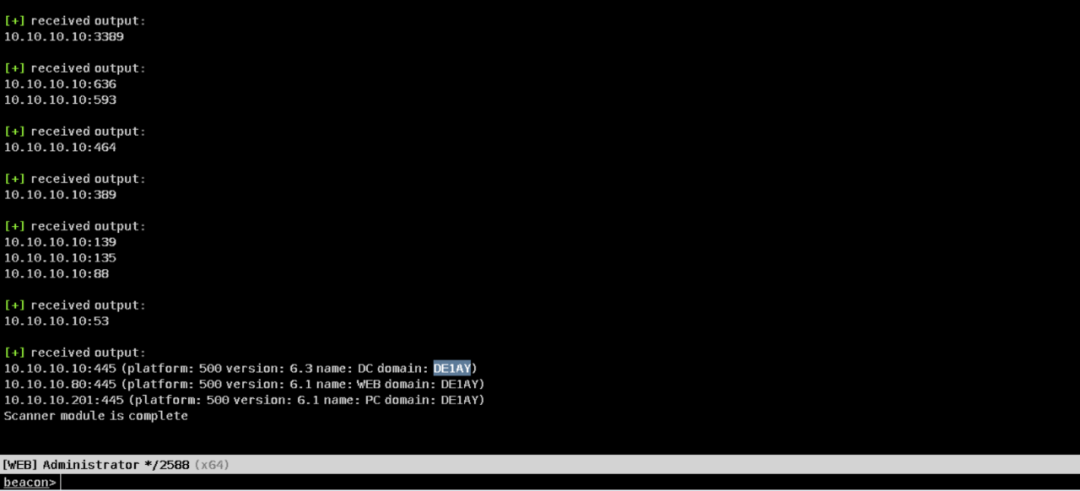 [+] received output:
10.10.10.10:3389
[+] received output:
10.10.10.10:636
10.10.10.10:593
[+] received output:
10.10.10.10:464
[+] received output:
10.10.10.10:389
[+] received output:
10.10.10.10:139
10.10.10.10:135
10.10.10.10:88
[+] received output:
10.10.10.10:53
[+] received output:
10.10.10.10:445 (platform: 500 version: 6.3 name: DC domain: DE1AY)
10.10.10.80:445 (platform: 500 version: 6.1 name: WEB domain: DE1AY)
10.10.10.201:445 (platform: 500 version: 6.1 name: PC domain: DE1AY)
Scanner module is complete
[WEB] Administrator */2588 (x64)
beacon>